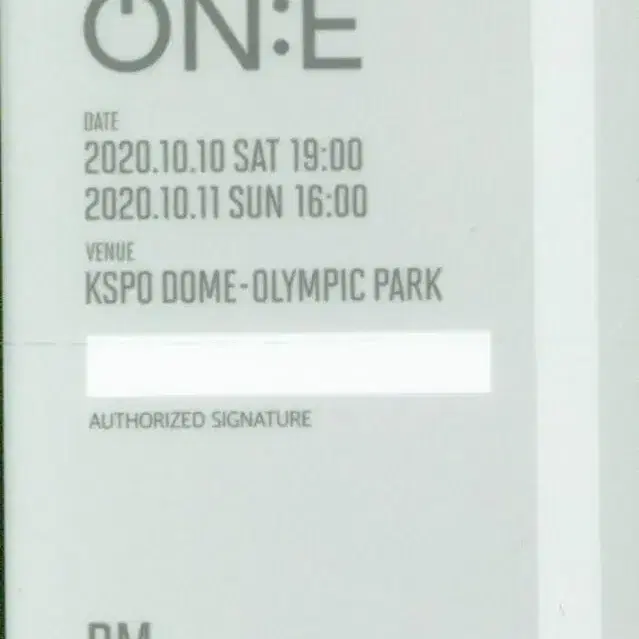 ON:E
DATE
2020.10.10 SAT 19:00
2020.10.11 SUN 16:00
VENUE
KSPO DOME-OLYMPIC PARK
AUTHORIZED SIGNATURE
RM